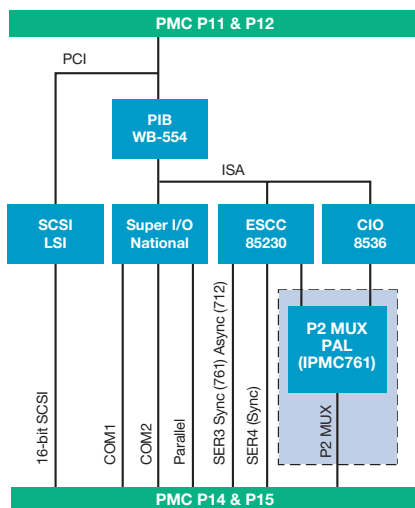 PMC P11 & P12
PCI
PIB
WB-554
ISA
SCSI
LSI
Super I/O
National
ESCC
85230
CIO
8536
P2 MUX
PAL
(IPMC761)
16-bit SCSI
COM1
COM2
Parallel
SER3 Sync (761) Async (712)
SER4 (Sync)
P2 MUX
PMC P14 & P15